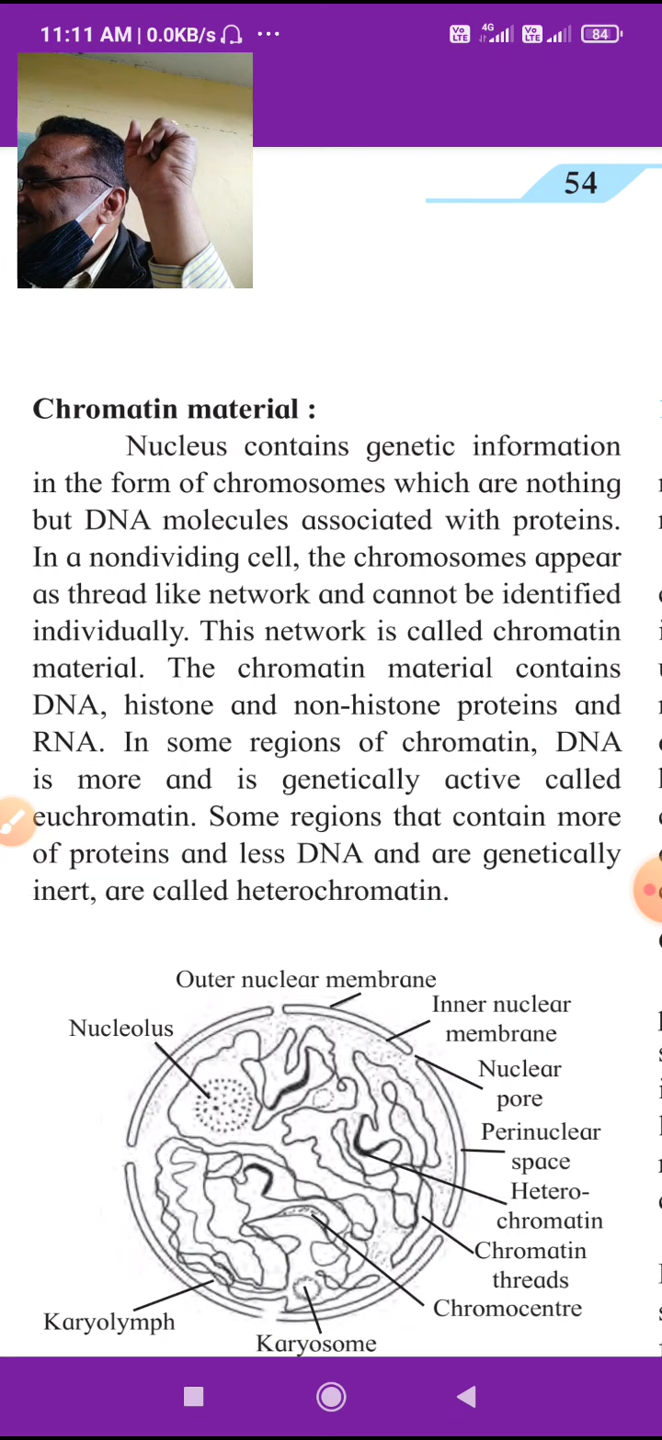 11:11 AM | 0.0KB/s ...
Vo LTE 4G Vo LTE 84
54
Chromatin material :
Nucleus contains genetic information
in the form of chromosomes which are nothing
but DNA molecules associated with proteins.
In a nondividing cell, the chromosomes appear
as thread like network and cannot be identified
individually. This network is called chromatin
material. The chromatin material contains
DNA, histone and non-histone proteins and
RNA. In some regions of chromatin, DNA
is more and is genetically active called
euchromatin. Some regions that contain more
of proteins and less DNA and are genetically
inert, are called heterochromatin.
Outer nuclear membrane
Inner nuclear
membrane
Nucleolus
Nuclear
pore
Perinuclear
space
Hetero-
chromatin
Chromatin
threads
Chromocentre
Karyolymph
Karyosome